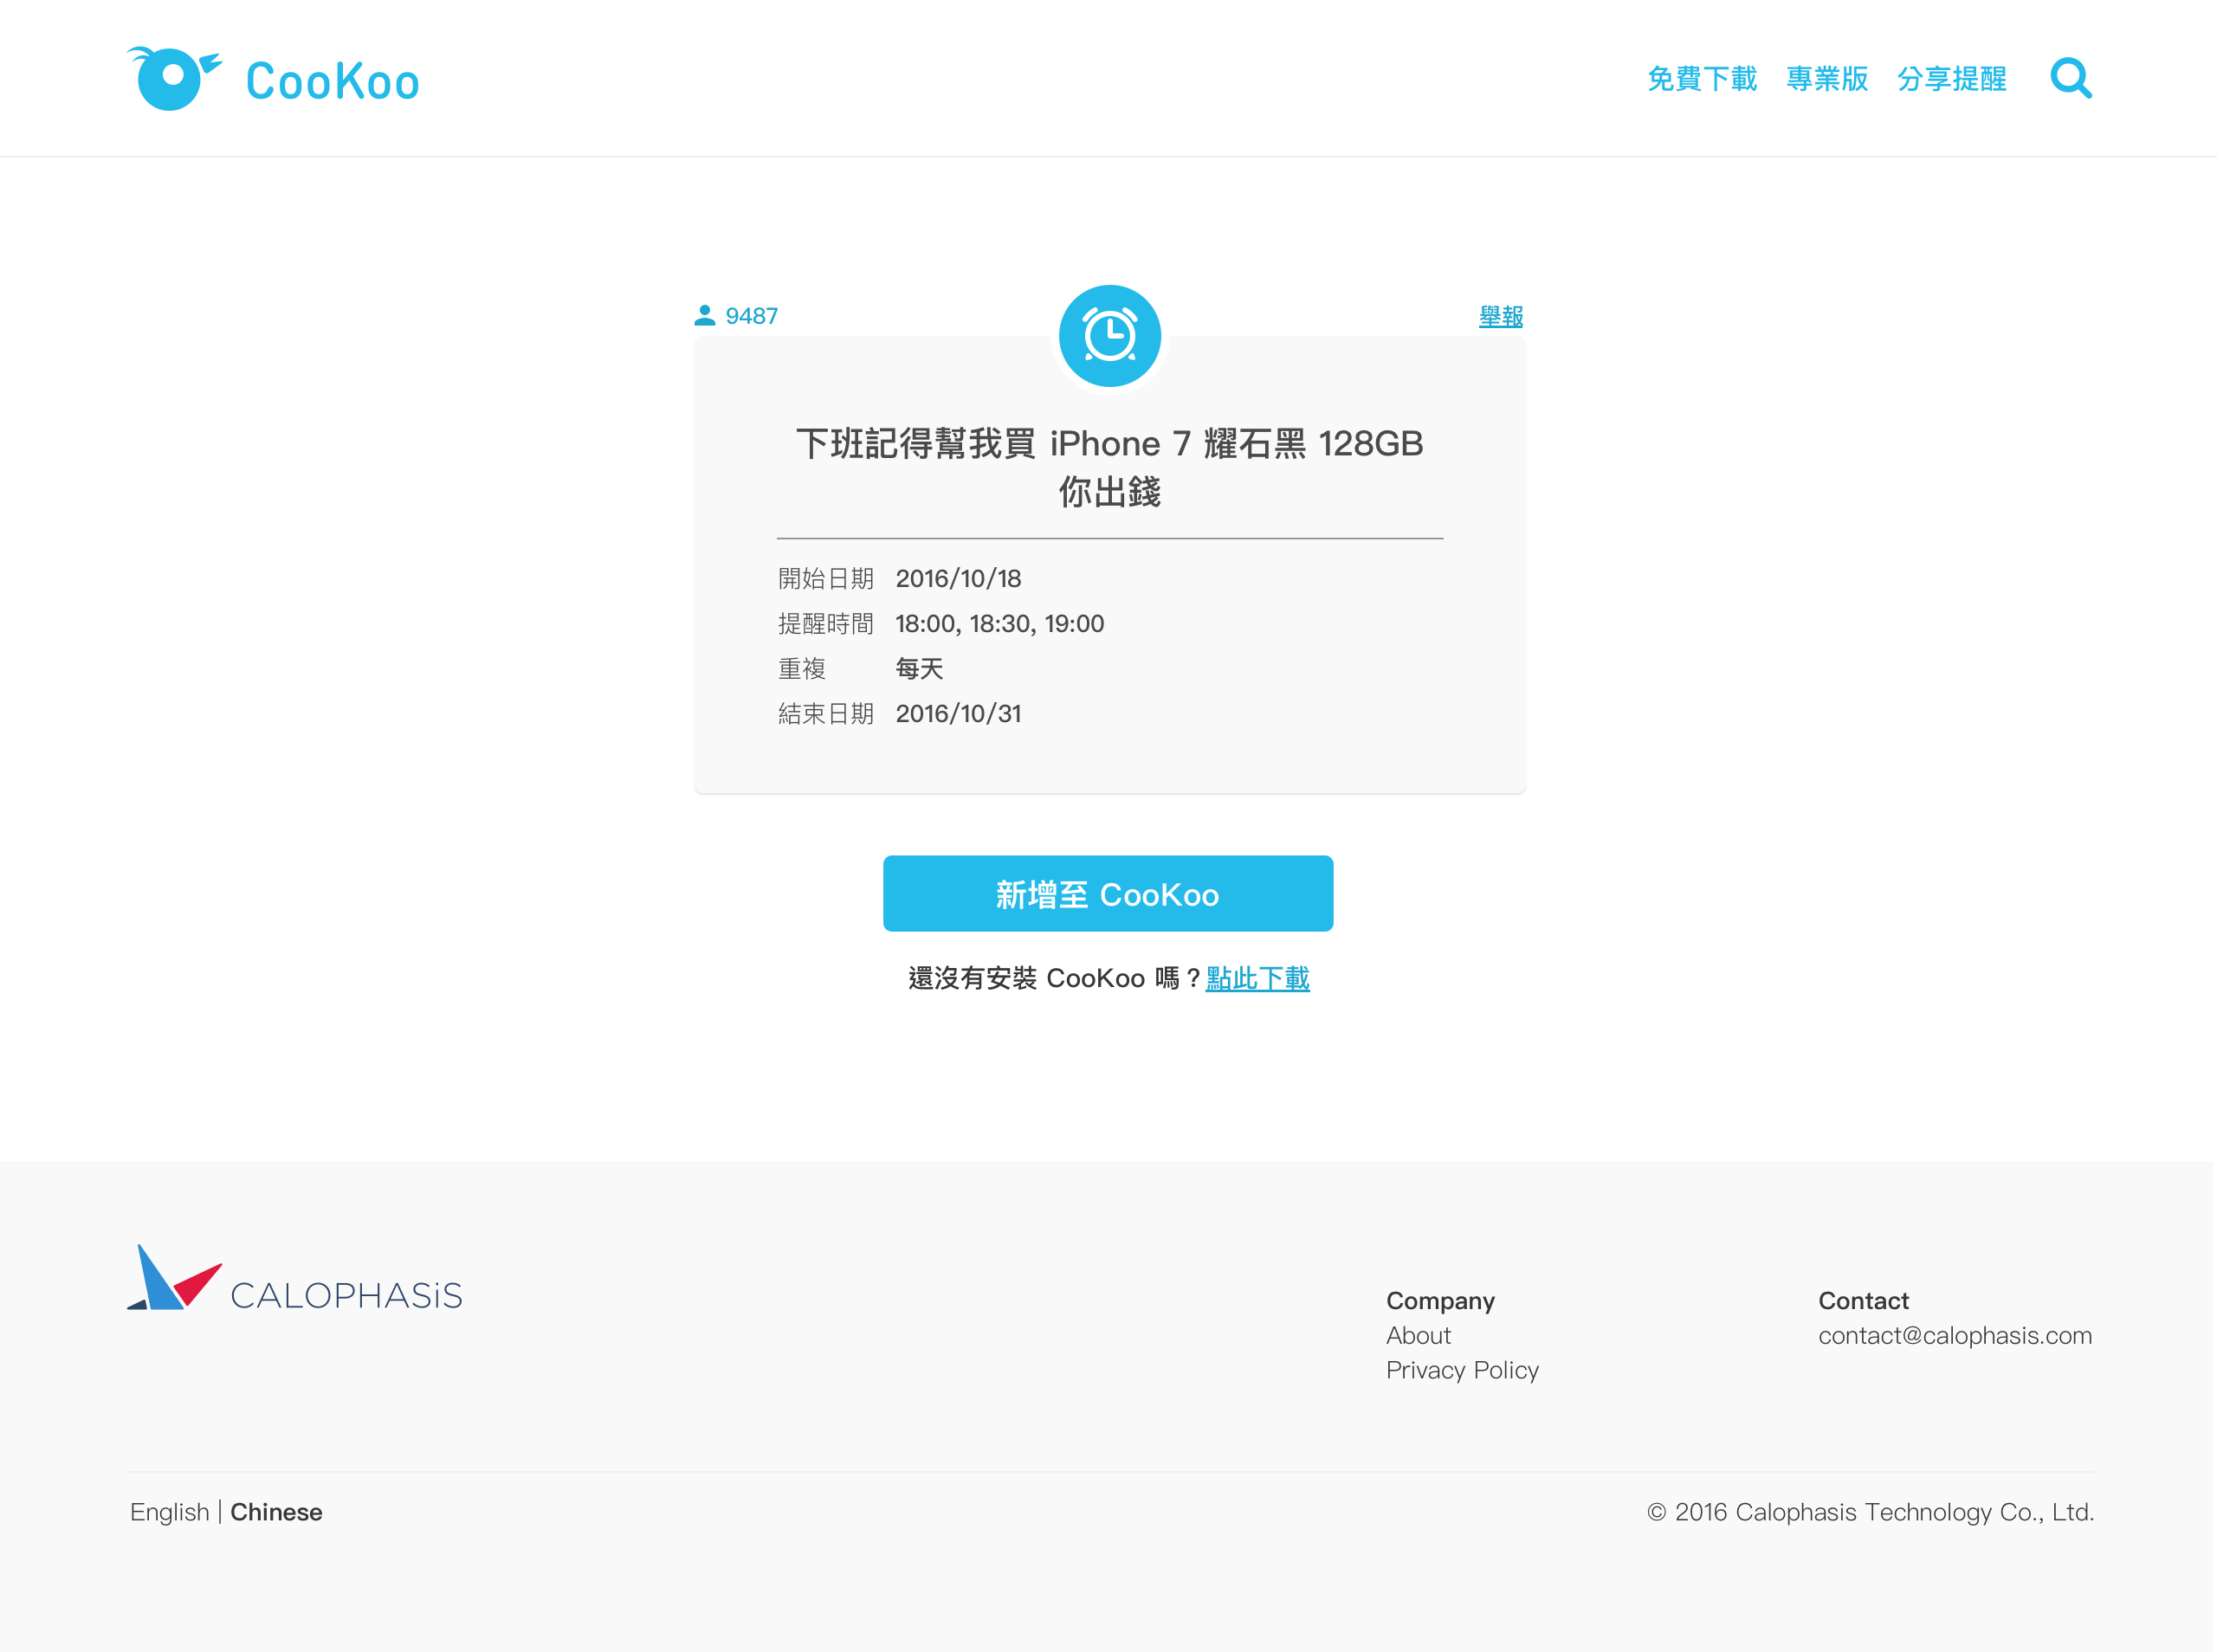 CooKoo
免費下載 專業版 分享提醒
9487
舉報
下班記得幫我買 iPhone 7 耀石黑 128GB
你出錢
開始日期 2016/10/18
提醒時間 18:00, 18:30, 19:00
重複 每天
結束日期 2016/10/31
新增至 CooKoo
還沒有安裝 CooKoo 嗎？點此下載
CALOPHASiS
Company
About
Privacy Policy
Contact
contact@calophasis.com
English | Chinese
© 2016 Calophasis Technology Co., Ltd.